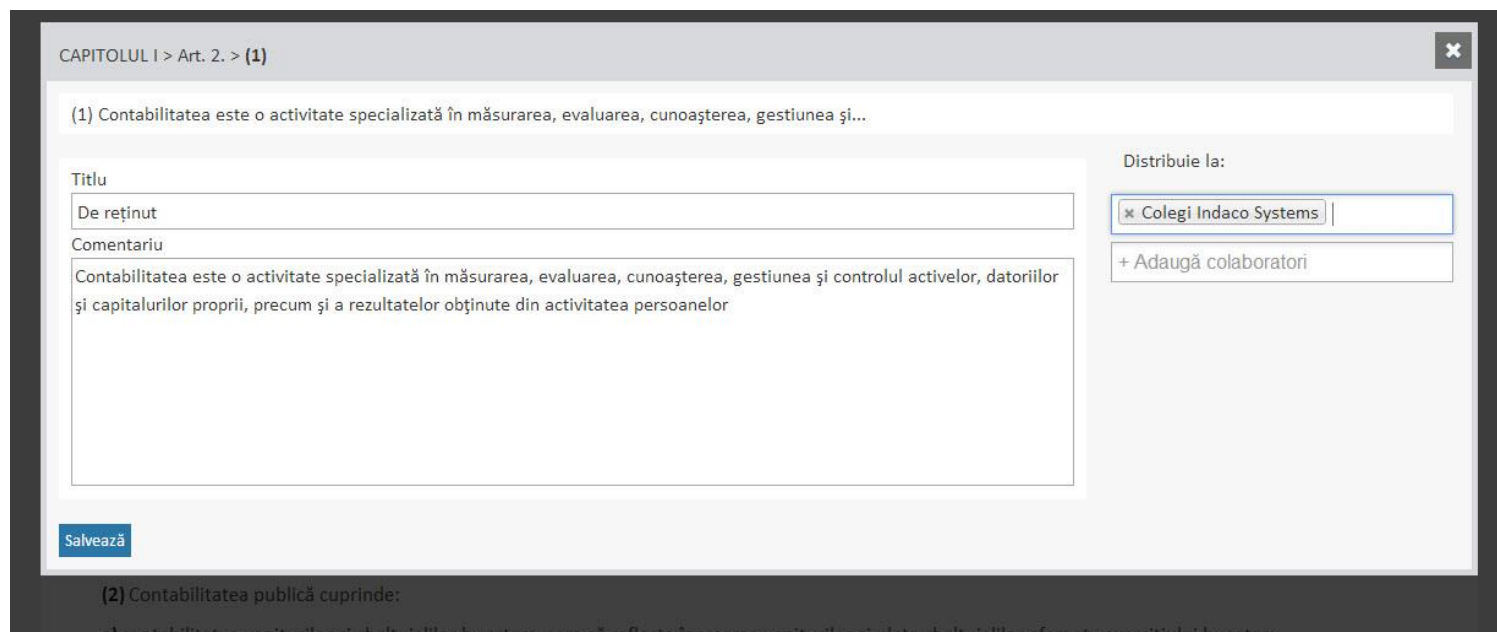 CAPITOLUL I > Art. 2. > (1)
(1) Contabilitatea este o activitate specializată în măsurarea, evaluarea, cunoaşterea, gestiunea şi...
Distribuie la:
Titlu
De reținut
× Colegi Indaco Systems
Comentariu
+ Adaugă colaboratori
Contabilitatea este o activitate specializată în măsurarea, evaluarea, cunoaşterea, gestiunea şi controlul activelor, datoriilor
şi capitalurilor proprii, precum şi a rezultatelor obţinute din activitatea persoanelor
Salvează
(2) Contabilitatea publică cuprinde: